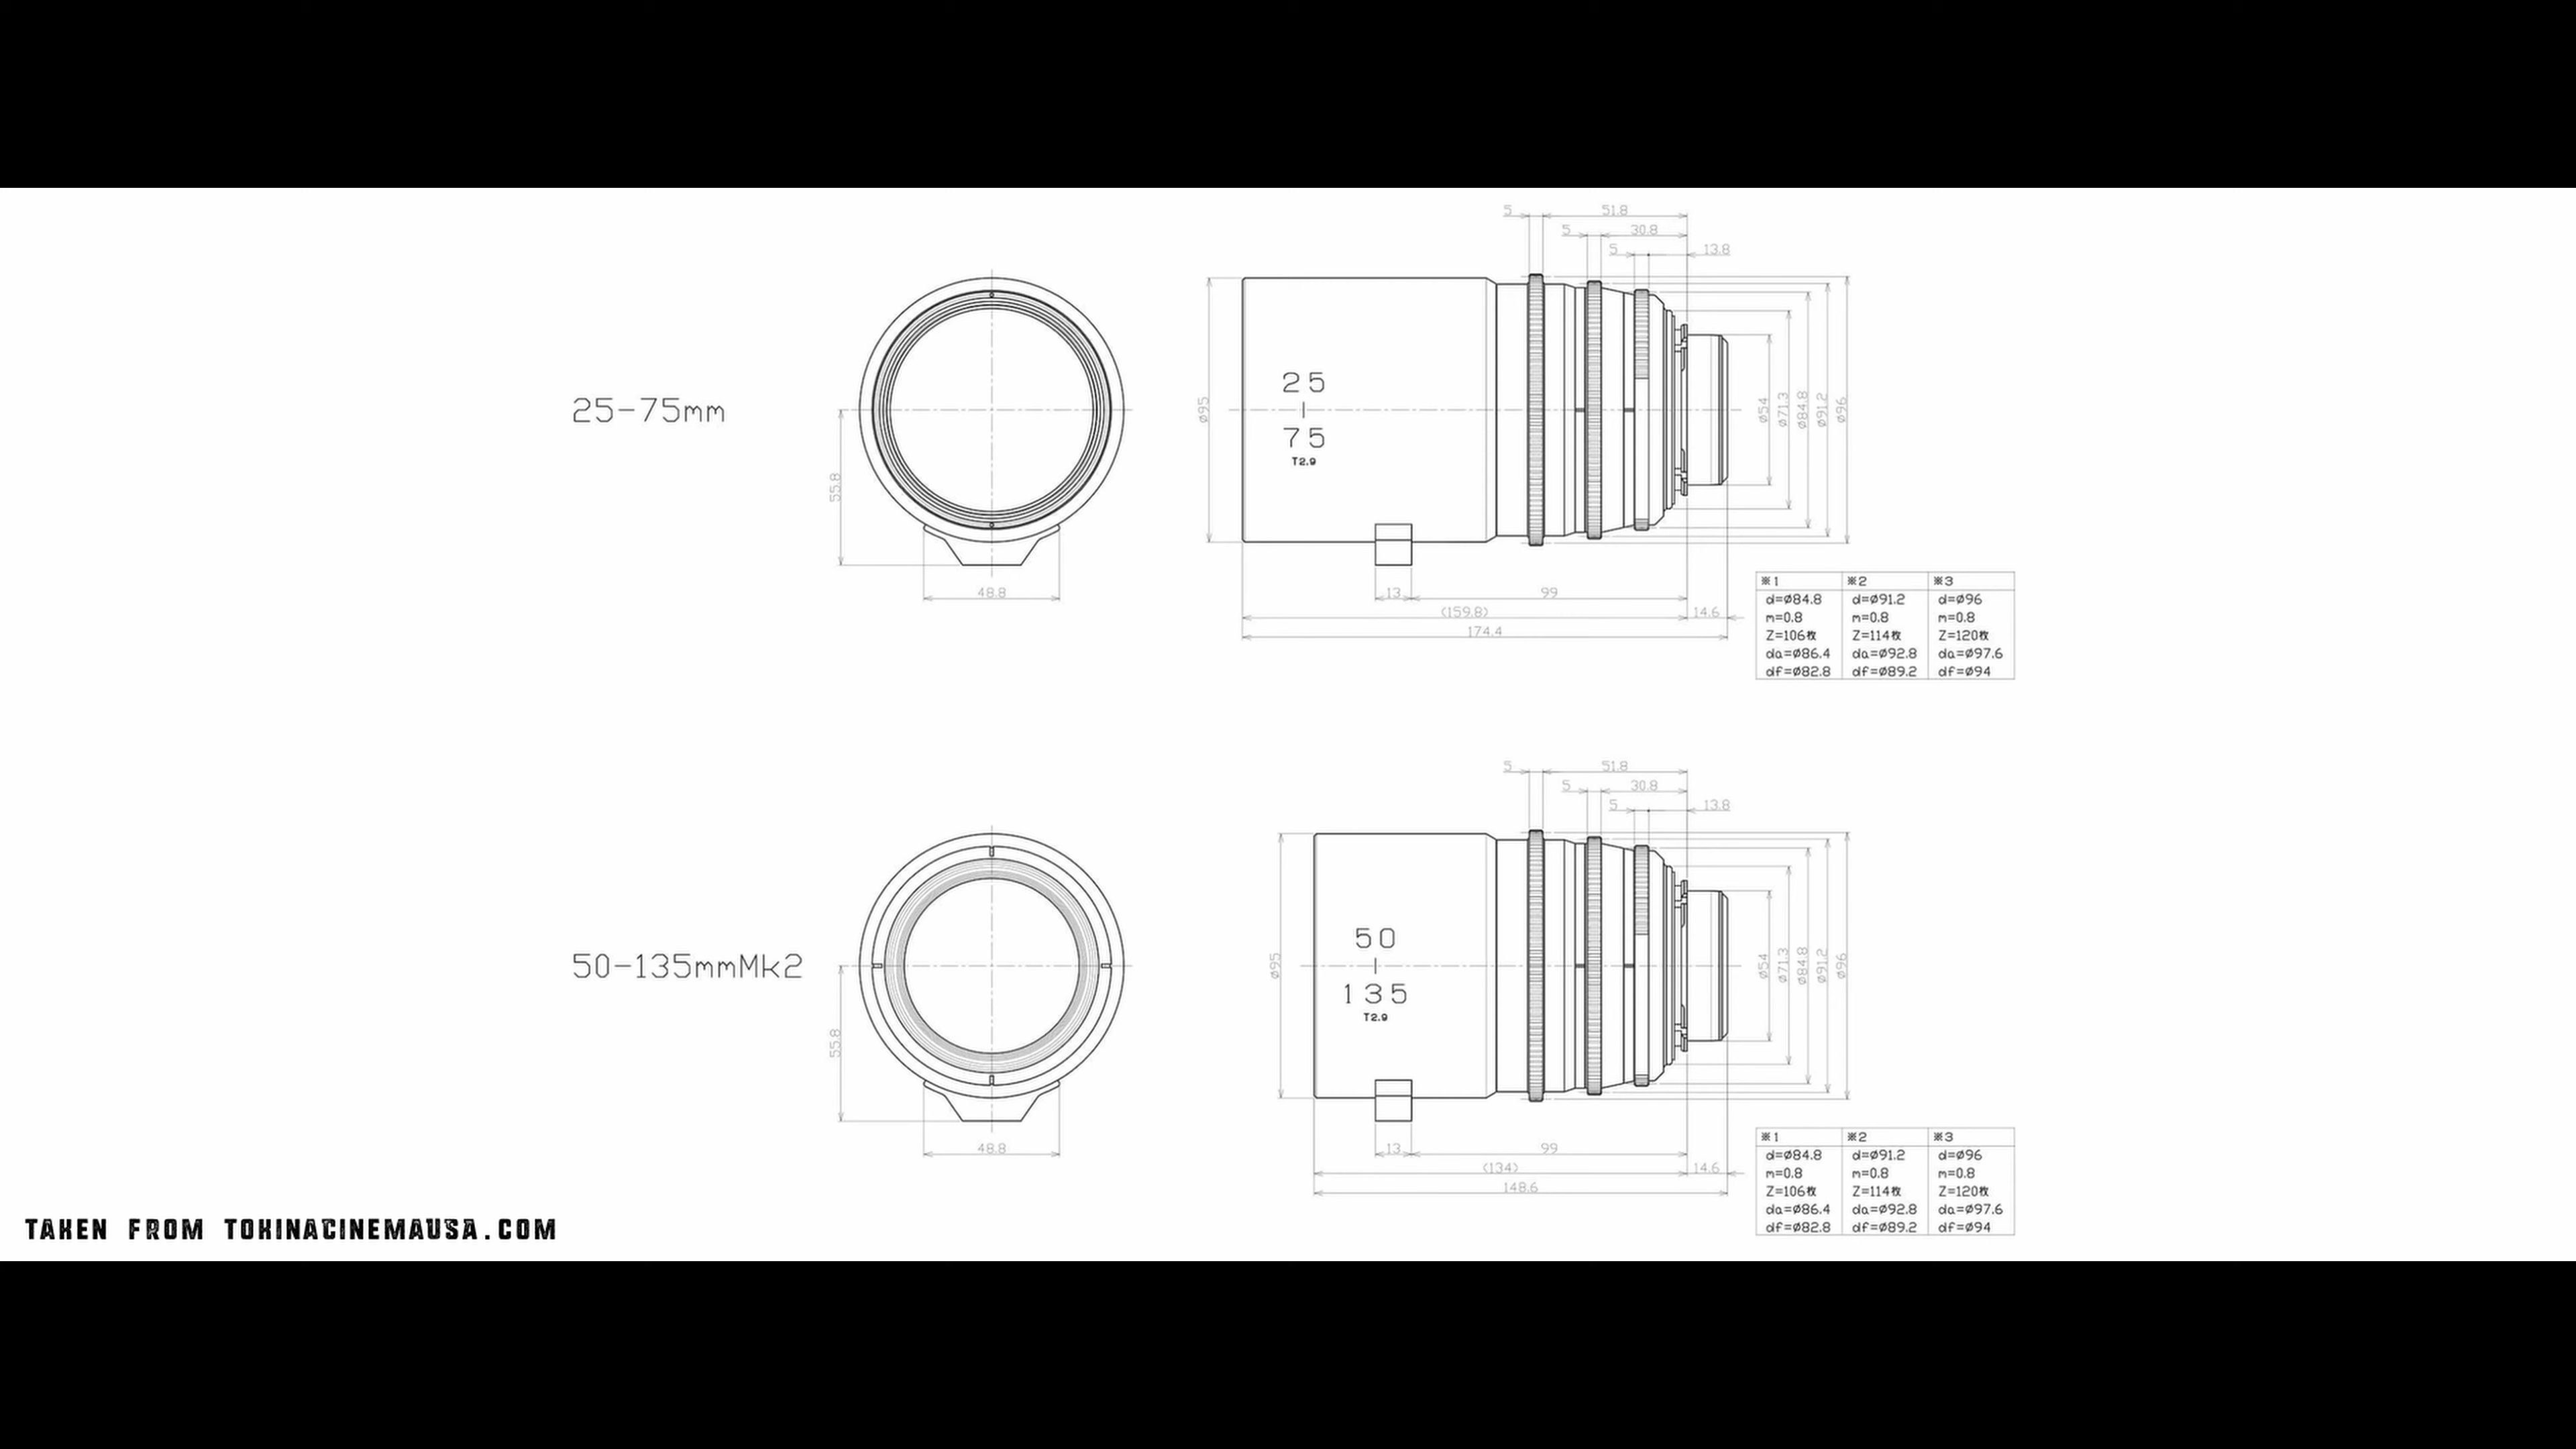 5 51.8
5 30.8
5 13.8
25-75mm
55.8
48.8
ø95
25
75
T2.9
ø54
ø71.3
ø84.8
ø91.2
ø96
13 99
(159.8) 14.6
174.4
※1 ※2 ※3
d=ø84.8 d=ø91.2 d=ø96
m=0.8 m=0.8 m=0.8
Z=106枚 Z=114枚 Z=120枚
da=ø86.4 da=ø92.8 da=ø97.6
df=ø82.8 df=ø89.2 df=ø94
5 51.8
5 30.8
5 13.8
50-135mmMk2
55.8
48.8
ø95
50
135
T2.9
ø54
ø71.3
ø84.8
ø91.2
ø96
13 99
(134) 14.6
148.6
※1 ※2 ※3
d=ø84.8 d=ø91.2 d=ø96
m=0.8 m=0.8 m=0.8
Z=106枚 Z=114枚 Z=120枚
da=ø86.4 da=ø92.8 da=ø97.6
df=ø82.8 df=ø89.2 df=ø94
TAKEN FROM TOKINACINEMAUSA.COM